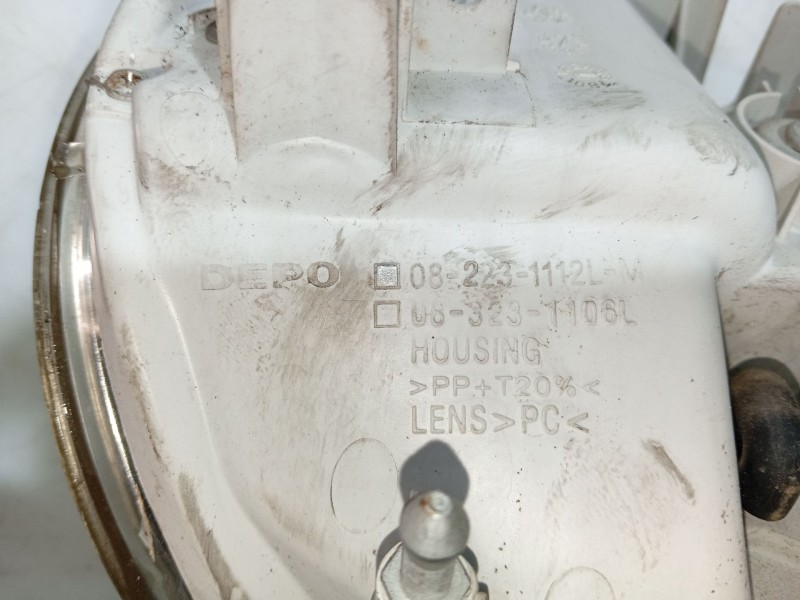 DEPO 08-223-1112L-M
08-323-1106L
HOUSING
>PP+T20%<
LENS>PC<